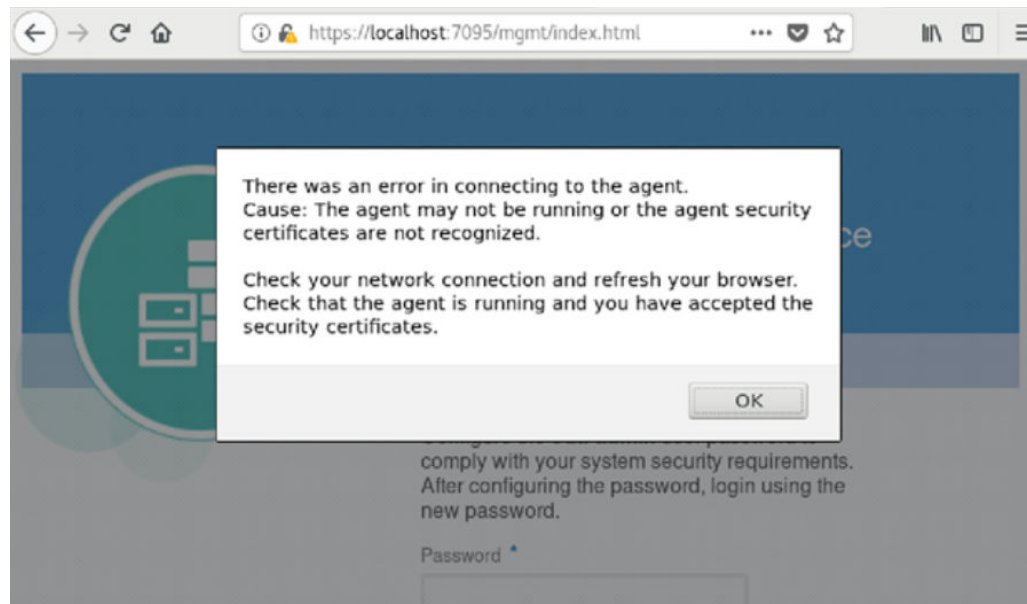 https://localhost:7095/mgmt/index.html
There was an error in connecting to the agent.
Cause: The agent may not be running or the agent security
certificates are not recognized.
Check your network connection and refresh your browser.
Check that the agent is running and you have accepted the
security certificates.
OK
comply with your system security requirements.
After configuring the password, login using the
new password.
Password *